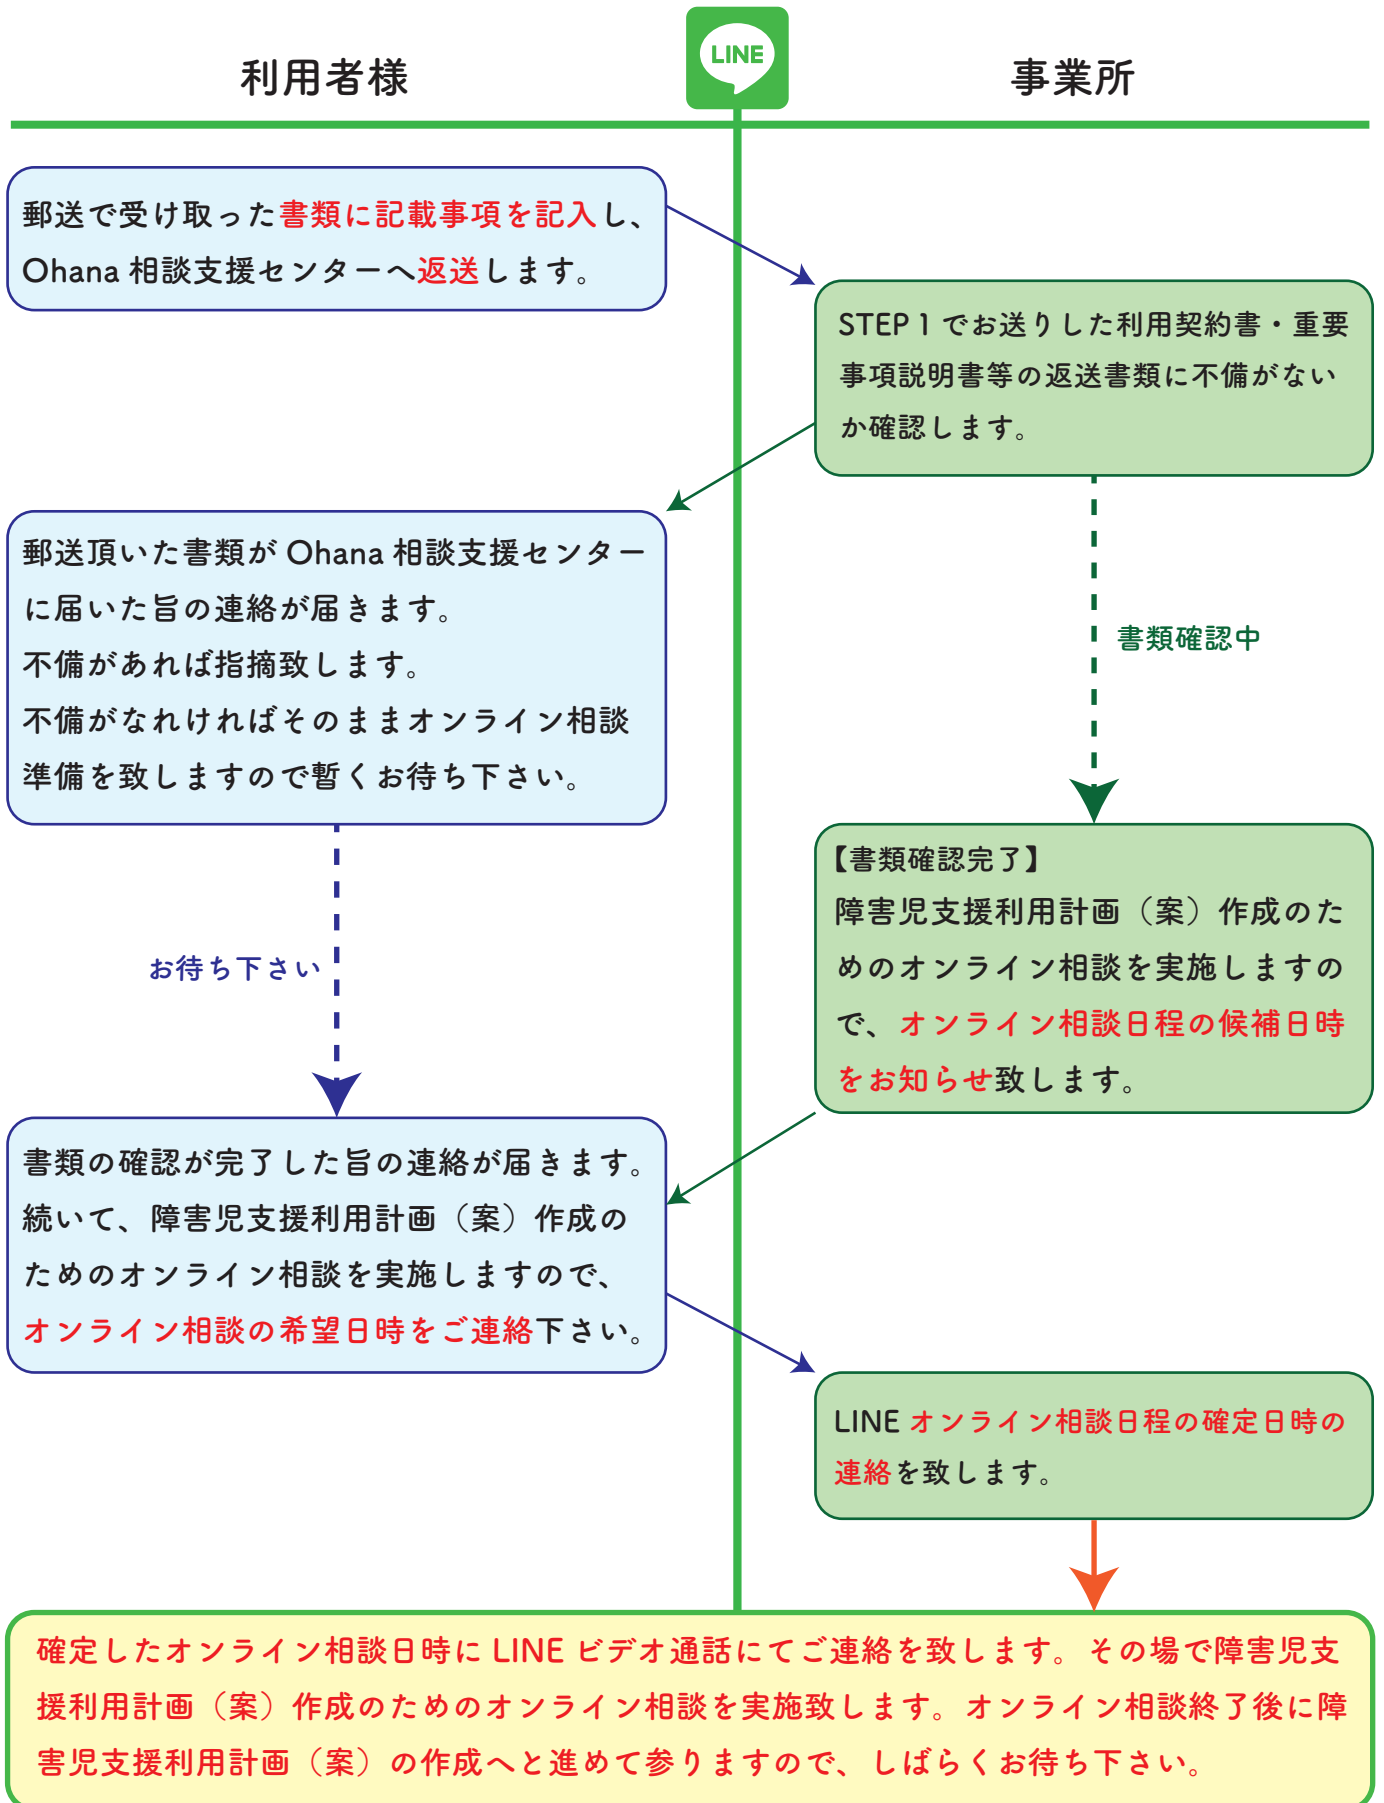 利用者様
LINE
事業所
郵送で受け取った書類に記載事項を記入し、
Ohana 相談支援センターへ返送します。
STEP 1 でお送りした利用契約書・重要
事項説明書等の返送書類に不備がない
か確認します。
郵送頂いた書類が Ohana 相談支援センター
に届いた旨の連絡が届きます。
不備があれば指摘致します。
不備がなれければそのままオンライン相談
準備を致しますので暫くお待ち下さい。
書類確認中
【書類確認完了】
障害児支援利用計画（案）作成のた
めのオンライン相談を実施しますの
で、オンライン相談日程の候補日時
をお知らせ致します。
お待ち下さい
書類の確認が完了した旨の連絡が届きます。
続いて、障害児支援利用計画（案）作成の
ためのオンライン相談を実施しますので、
オンライン相談の希望日時をご連絡下さい。
LINE オンライン相談日程の確定日時の
連絡を致します。
確定したオンライン相談日時に LINE ビデオ通話にてご連絡を致します。その場で障害児支
援利用計画（案）作成のためのオンライン相談を実施致します。オンライン相談終了後に障
害児支援利用計画（案）の作成へと進めて参りますので、しばらくお待ち下さい。